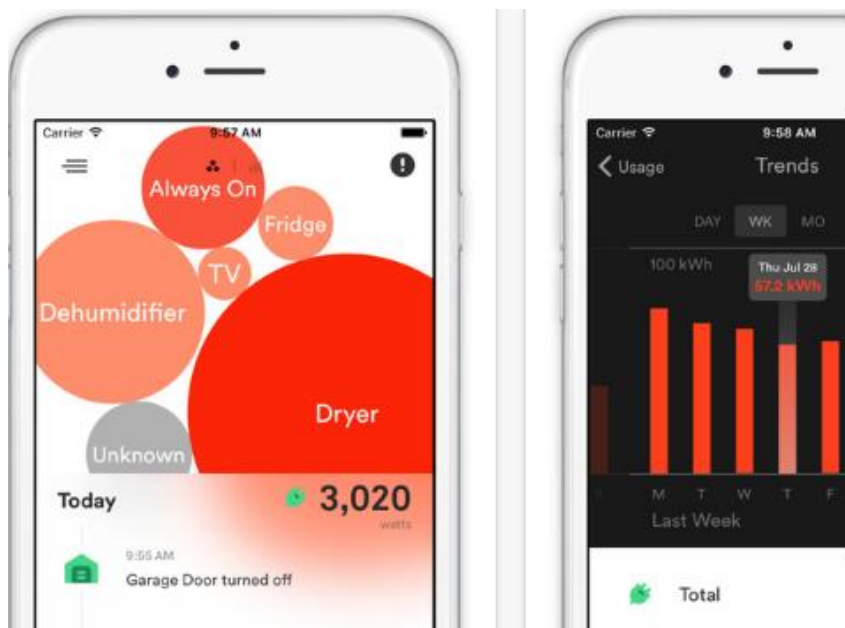 Carrier
9:57 AM
Always On
Fridge
TV
Dehumidifier
Dryer
Unknown
Today
3,020
watts
9:55 AM
Garage Door turned off
Carrier
9:58 AM
Usage
Trends
DAY WK MO
100 kWh
Thu Jul 28
57.2 kWh
M T W T F
Last Week
Total